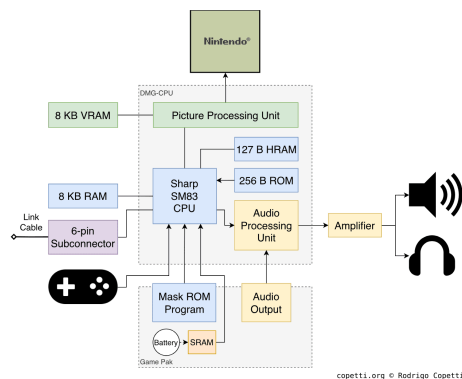 Nintendo®
DMG-CPU
8 KB VRAM
Picture Processing Unit
127 B HRAM
256 B ROM
8 KB RAM
Sharp
SM83
CPU
Link
Cable
6-pin
Subconnector
Audio
Processing
Unit
Amplifier
Mask ROM
Program
Audio
Output
Battery
SRAM
Game Pak
copetti.org © Rodrigo Copetti